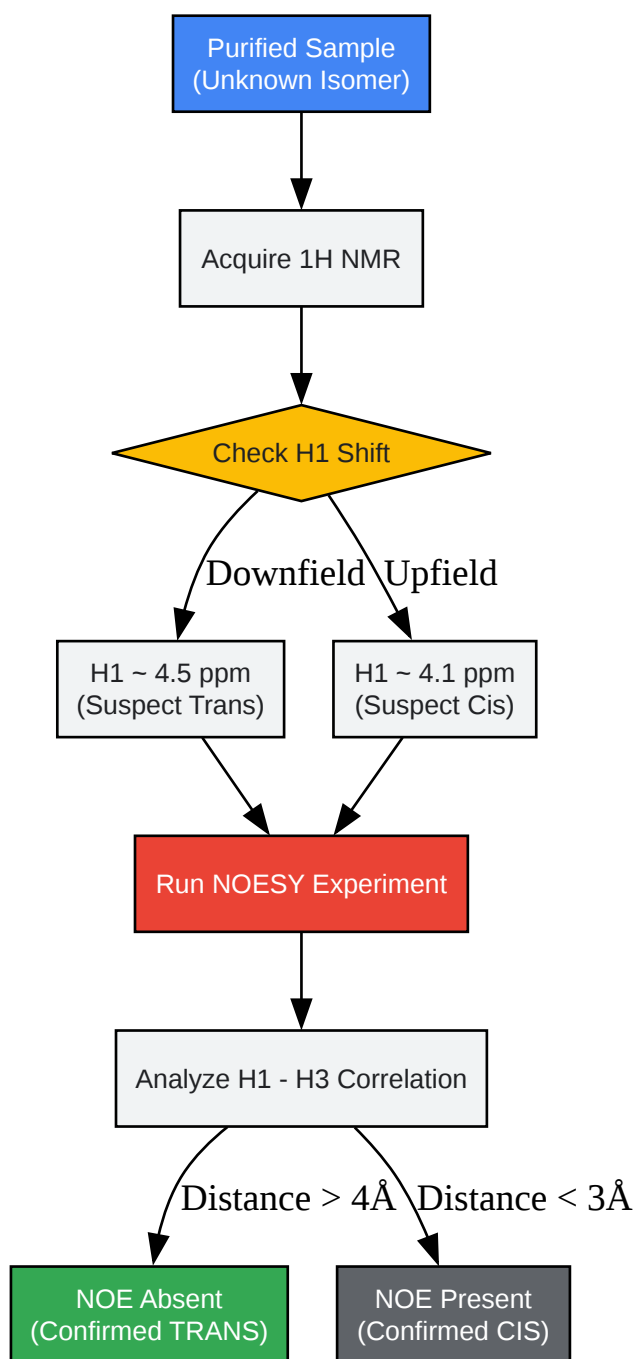 Purified Sample
(Unknown Isomer)
Acquire 1H NMR
Check H1 Shift
Downfield
Upfield
H1 ~ 4.5 ppm
(Suspect Trans)
H1 ~ 4.1 ppm
(Suspect Cis)
Run NOESY Experiment
Analyze H1 - H3 Correlation
Distance > 4Å
Distance < 3Å
NOE Absent
(Confirmed TRANS)
NOE Present
(Confirmed CIS)